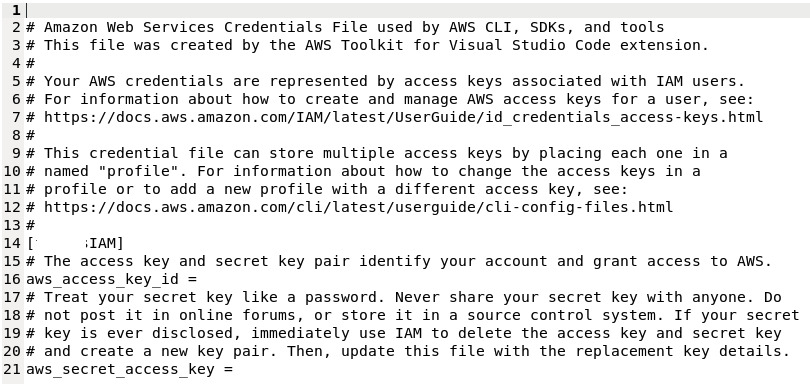 1
2 # Amazon Web Services Credentials File used by AWS CLI, SDKs, and tools
3 # This file was created by the AWS Toolkit for Visual Studio Code extension.
4 #
5 # Your AWS credentials are represented by access keys associated with IAM users.
6 # For information about how to create and manage AWS access keys for a user, see:
7 # https://docs.aws.amazon.com/IAM/latest/UserGuide/id_credentials_access-keys.html
8 #
9 # This credential file can store multiple access keys by placing each one in a
10 # named "profile". For information about how to change the access keys in a
11 # profile or to add a new profile with a different access key, see:
12 # https://docs.aws.amazon.com/cli/latest/userguide/cli-config-files.html
13 #
14 [ IAM]
15 # The access key and secret key pair identify your account and grant access to AWS.
16 aws_access_key_id =
17 # Treat your secret key like a password. Never share your secret key with anyone. Do
18 # not post it in online forums, or store it in a source control system. If your secret
19 # key is ever disclosed, immediately use IAM to delete the access key and secret key
20 # and create a new key pair. Then, update this file with the replacement key details.
21 aws_secret_access_key =